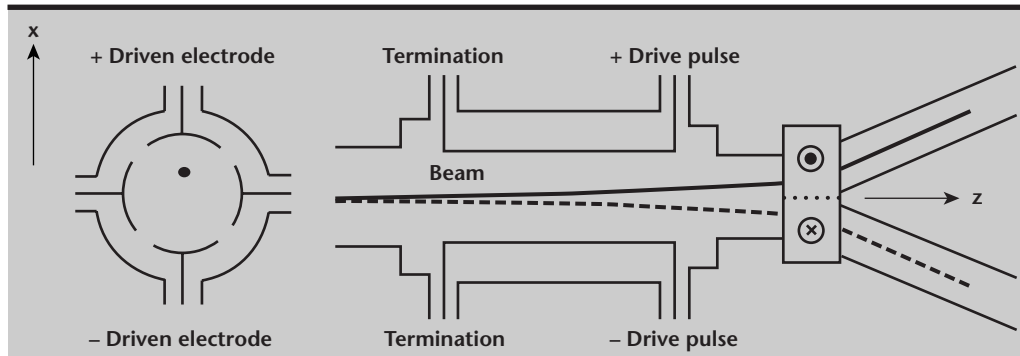 x
+ Driven electrode
Termination
+ Drive pulse
Beam
z
– Driven electrode
Termination
– Drive pulse